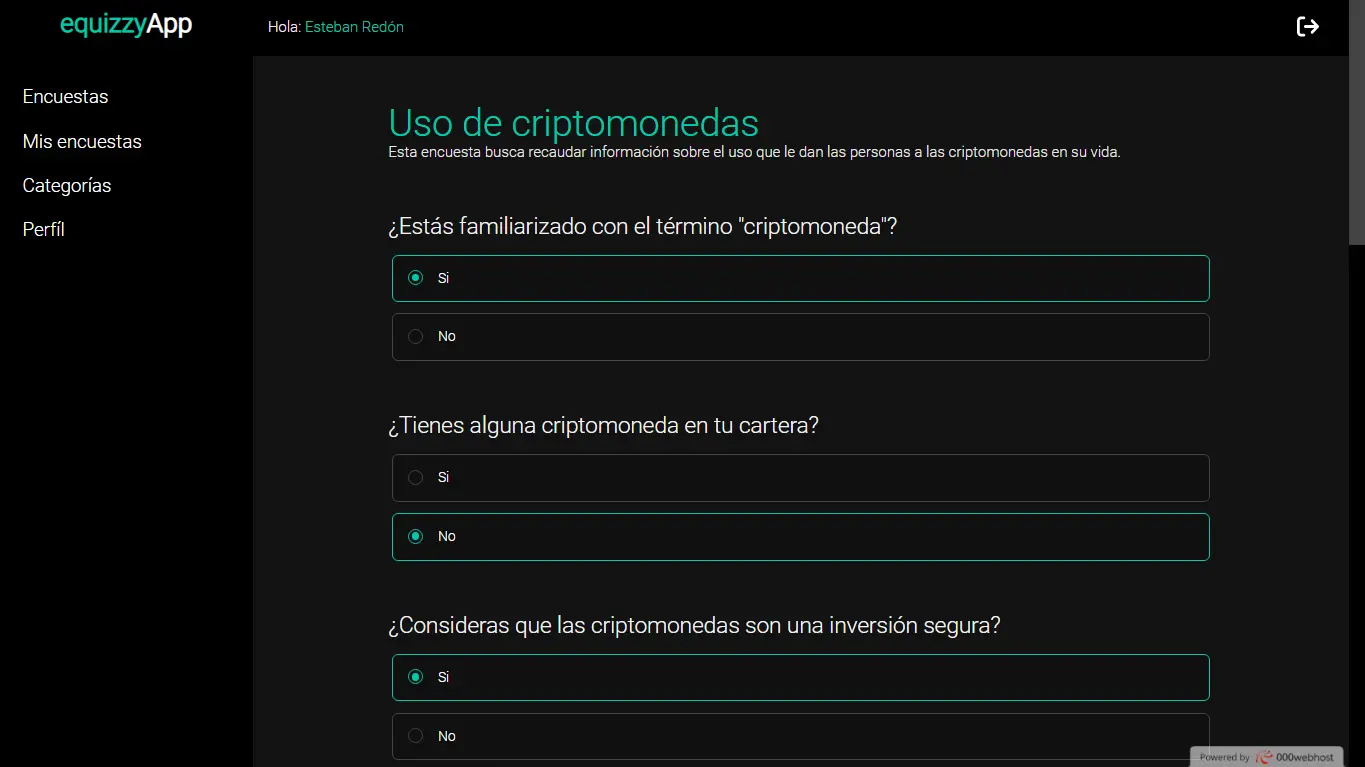 equizzyApp
Hola: Esteban Redón
Encuestas
Mis encuestas
Categorías
Perfíl
Uso de criptomonedas
Esta encuesta busca recaudar información sobre el uso que le dan las personas a las criptomonedas en su vida.
¿Estás familiarizado con el término "criptomoneda"?
Si
No
¿Tienes alguna criptomoneda en tu cartera?
Si
No
¿Consideras que las criptomonedas son una inversión segura?
Si
No
Powered by 000webhost